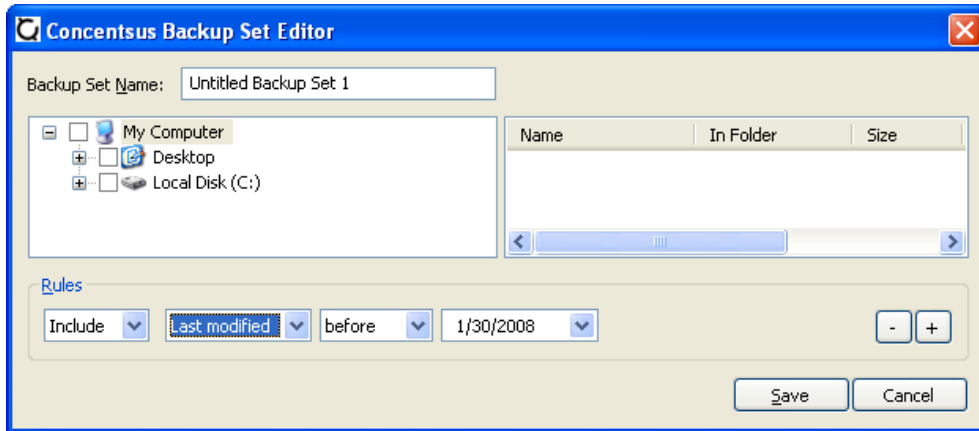 Concentsus Backup Set Editor
Backup Set Name: Untitled Backup Set 1
My Computer
Desktop
Local Disk (C:)
Name In Folder Size
Rules
Include Last modified before 1/30/2008 - +
Save Cancel